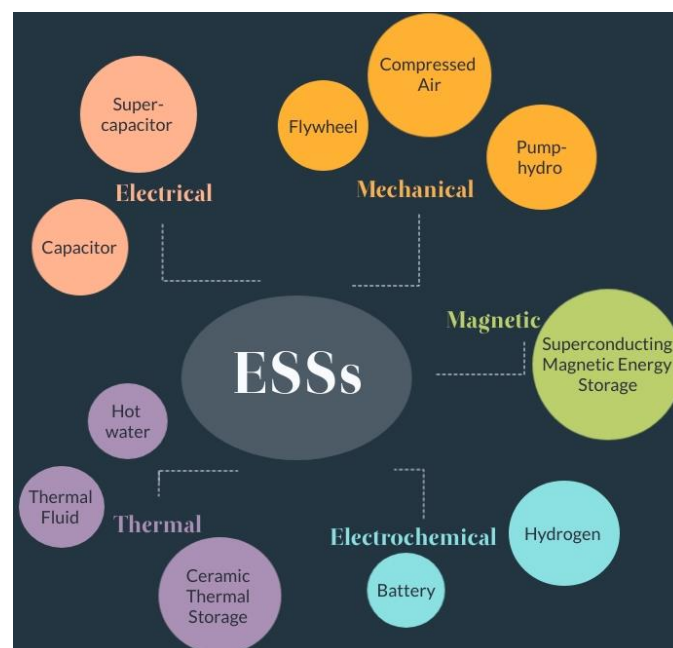 Super-
capacitor
Electrical
Capacitor
Compressed
Air
Flywheel
Pump-
hydro
Mechanical
Magnetic
Superconducting
Magnetic Energy
Storage
ESSs
Hot
water
Thermal
Fluid
Thermal
Ceramic
Thermal
Storage
Electrochemical
Hydrogen
Battery